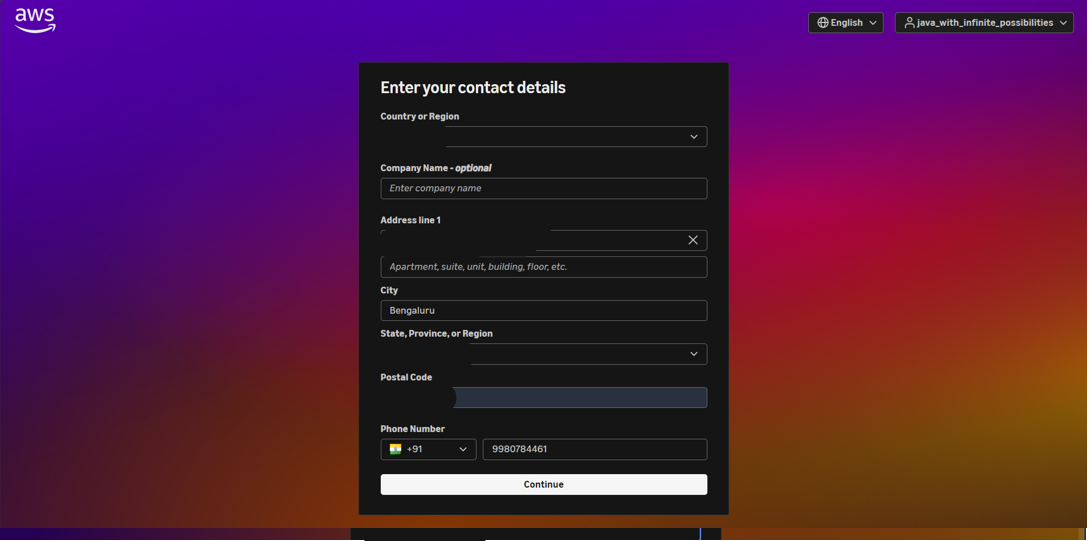 aws
English
java_with_infinite_possibilities
Enter your contact details
Country or Region
Company Name - optional
Enter company name
Address line 1
Apartment, suite, unit, building, floor, etc.
City
Bengaluru
State, Province, or Region
Postal Code
Phone Number
+91 9980784461
Continue